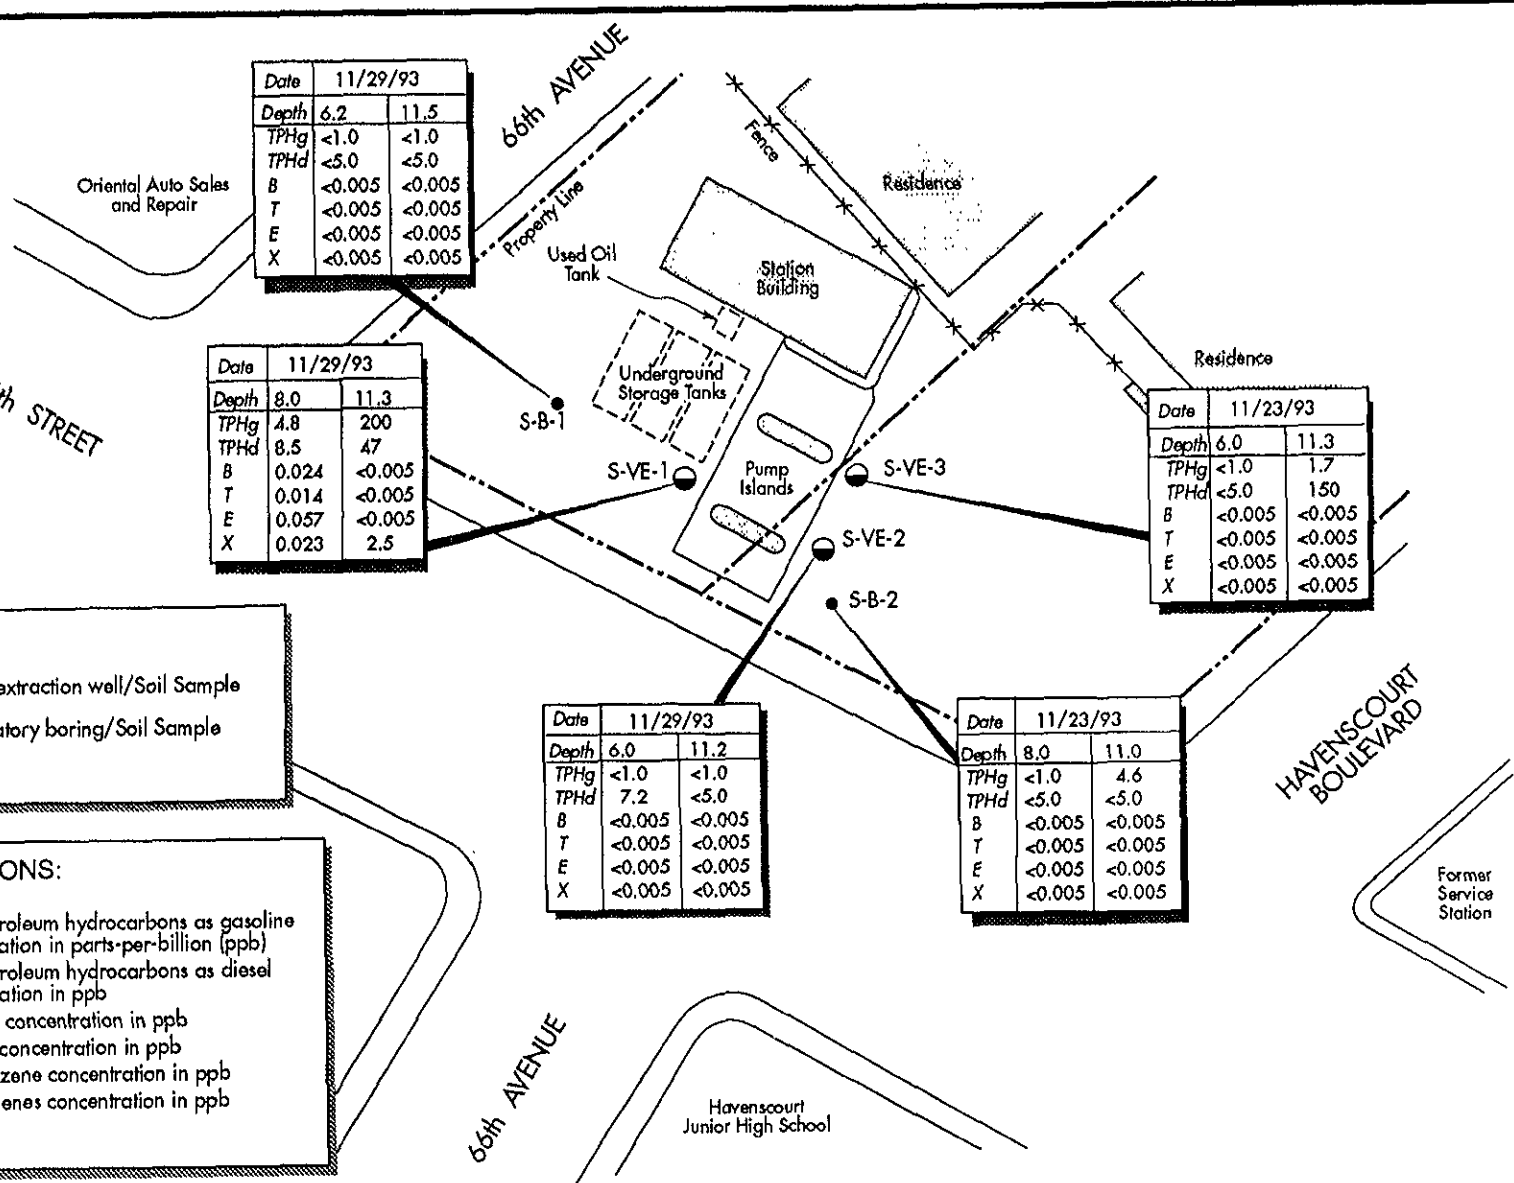 66th AVENUE
Date 11/29/93
Depth 6.2 11.5
TPHg <1.0 <1.0
TPHd <5.0 <5.0
B <0.005 <0.005
T <0.005 <0.005
E <0.005 <0.005
X <0.005 <0.005
Oriental Auto Sales
and Repair
Property Line
Fence
Residence
Used Oil
Tank
Station
Building
Underground
Storage Tanks
Residence
th STREET
S-B-1
S-VE-1
Pump
Islands
S-VE-3
S-VE-2
S-B-2
Date 11/29/93
Depth 8.0 11.3
TPHg 4.8 200
TPHd 8.5 47
B 0.024 <0.005
T 0.014 <0.005
E 0.057 <0.005
X 0.023 2.5
Date 11/23/93
Depth 6.0 11.3
TPHg <1.0 1.7
TPHd <5.0 150
B <0.005 <0.005
T <0.005 <0.005
E <0.005 <0.005
X <0.005 <0.005
extraction well/Soil Sample
atory boring/Soil Sample
Date 11/29/93
Depth 6.0 11.2
TPHg <1.0 <1.0
TPHd 7.2 <5.0
B <0.005 <0.005
T <0.005 <0.005
E <0.005 <0.005
X <0.005 <0.005
Date 11/23/93
Depth 8.0 11.0
TPHg <1.0 4.6
TPHd <5.0 <5.0
B <0.005 <0.005
T <0.005 <0.005
E <0.005 <0.005
X <0.005 <0.005
HAVENSCOURT
BOULEVARD
ONS:
roleum hydrocarbons as gasoline
ation in parts-per-billion (ppb)
roleum hydrocarbons as diesel
ation in ppb
concentration in ppb
concentration in ppb
zene concentration in ppb
enes concentration in ppb
Former
Service
Station
66th AVENUE
Havenscourt
Junior High School